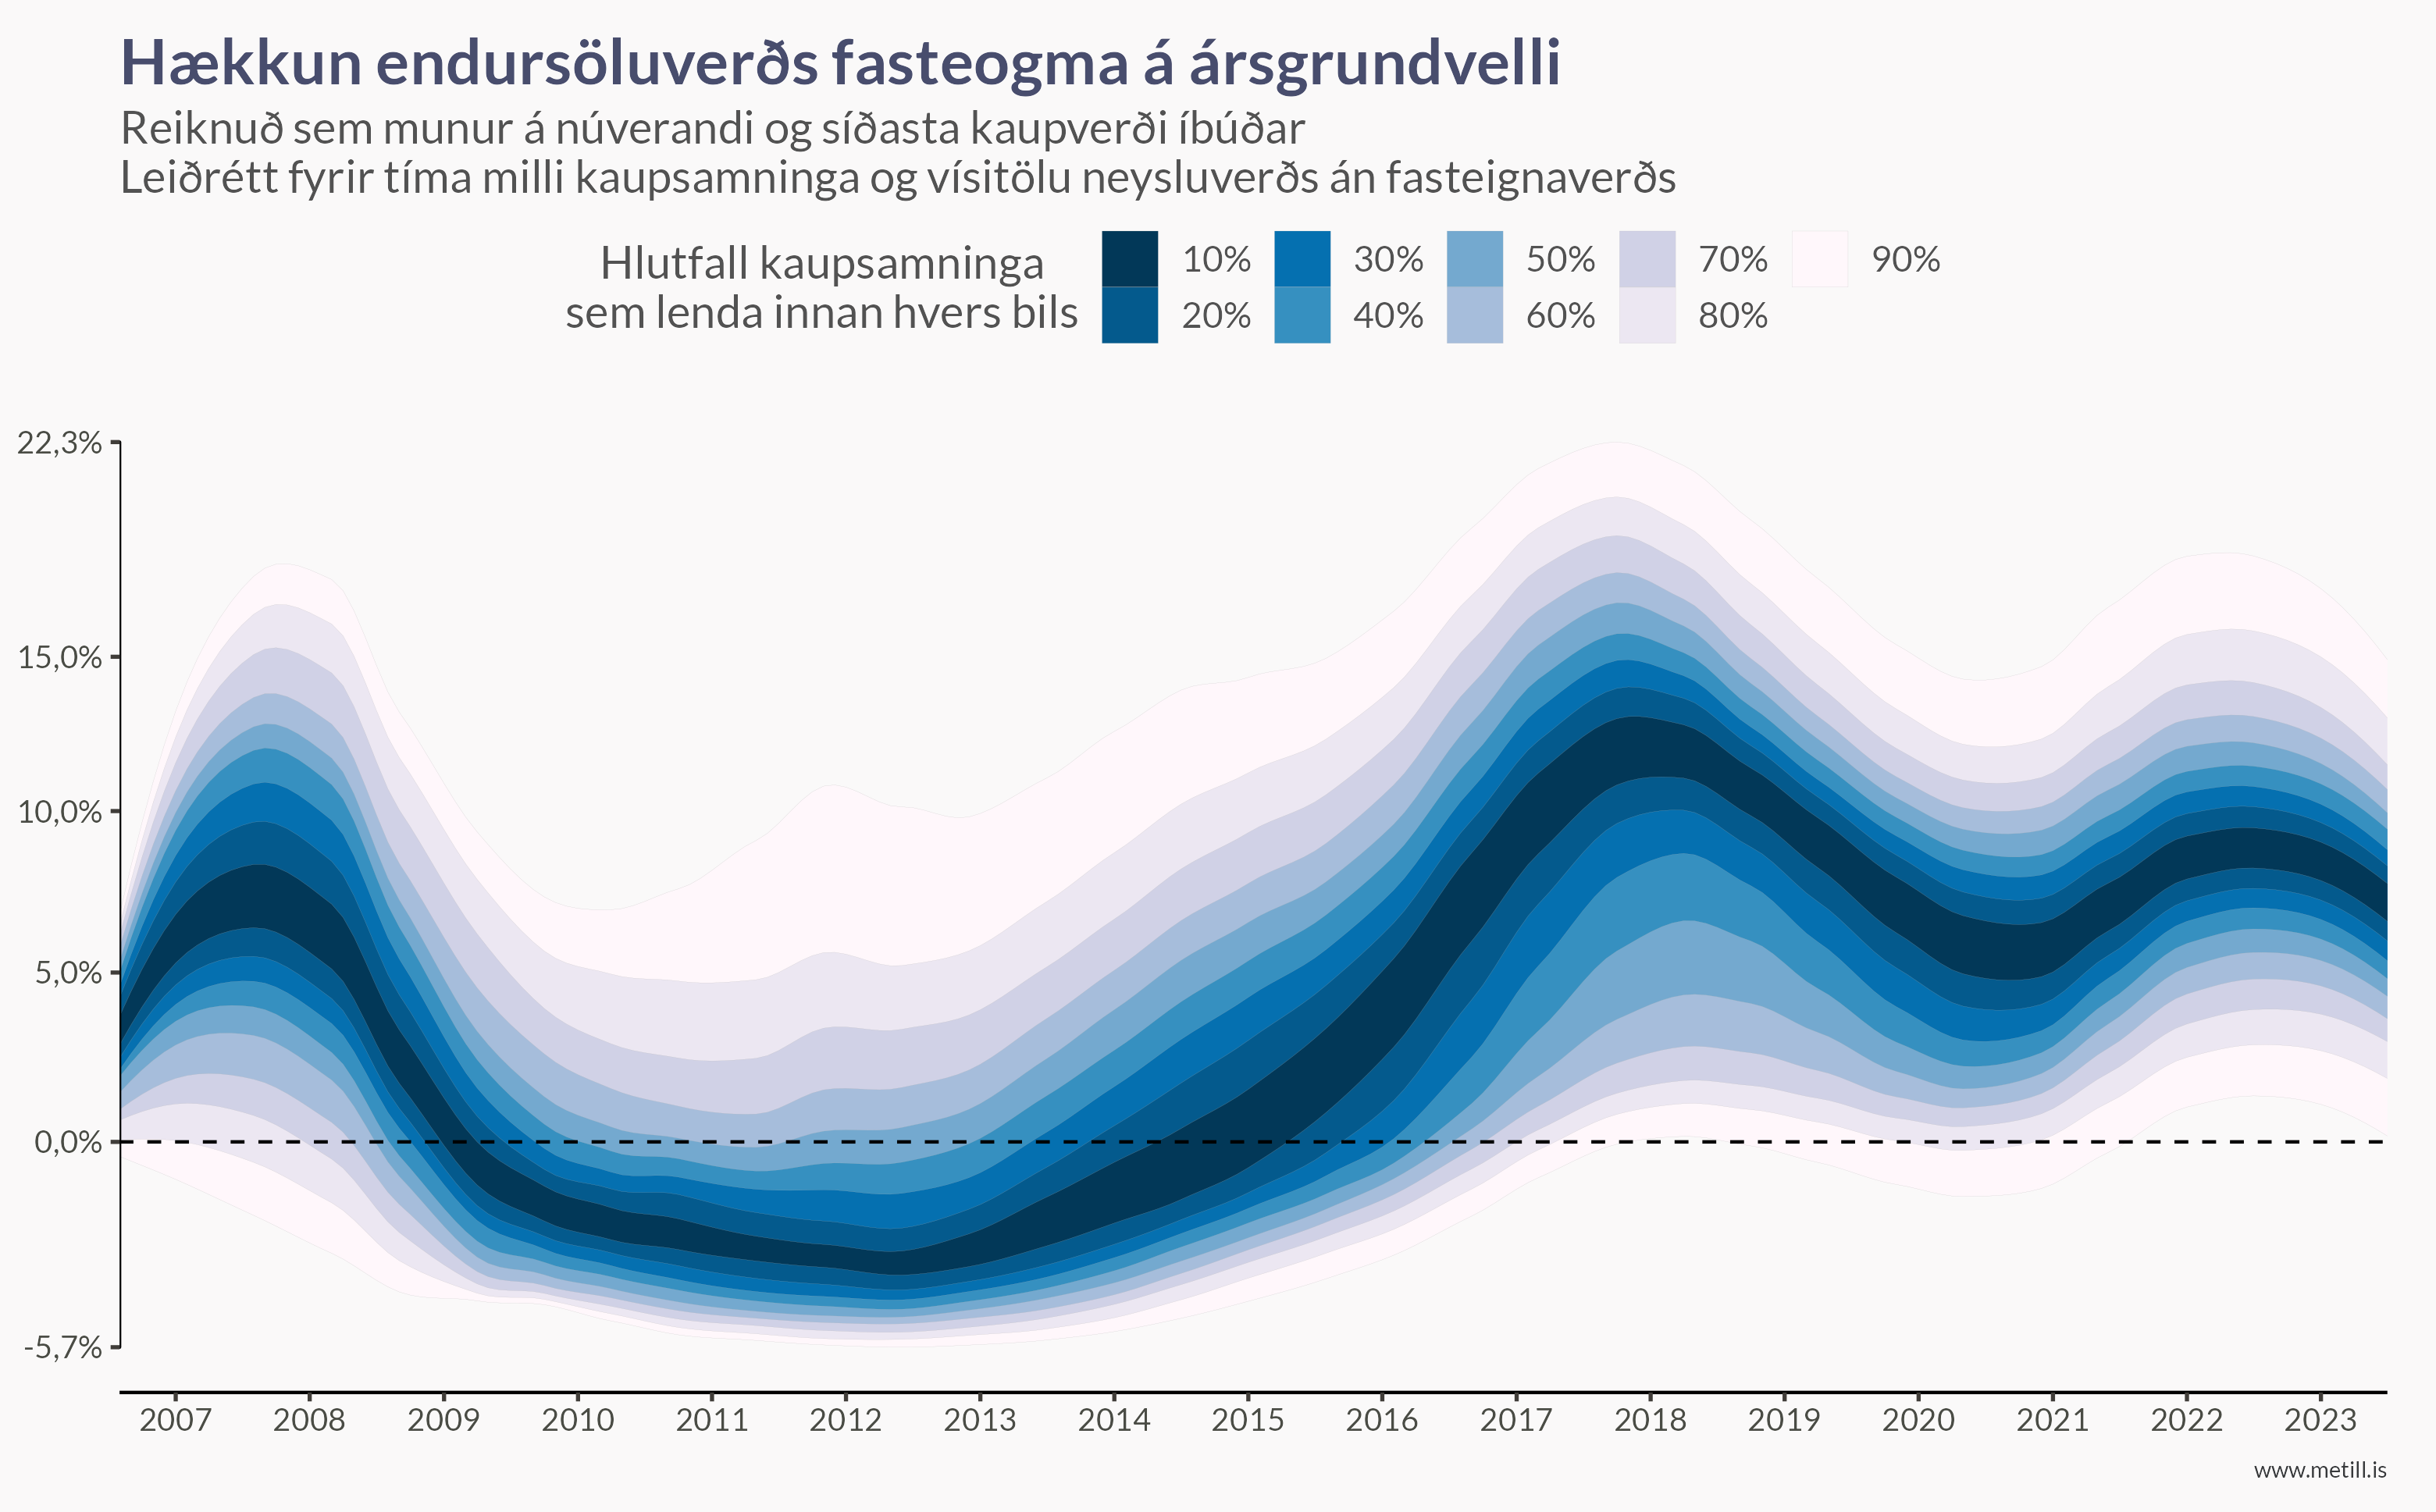 Hækkun endursöluverðs fasteogma á ársgrundvelli
Reiknuð sem munur á núverandi og síðasta kaupverði íbúðar
Leiðrétt fyrir tíma milli kaupsamninga og vísitölu neysluverðs án fasteignaverðs
Hlutfall kaupsamninga
sem lenda innan hvers bils
10% 30% 50% 70% 90%
20% 40% 60% 80%
22,3%
15,0%
10,0%
5,0%
0,0%
-5,7%
2007 2008 2009 2010 2011 2012 2013 2014 2015 2016 2017 2018 2019 2020 2021 2022 2023
www.metill.is